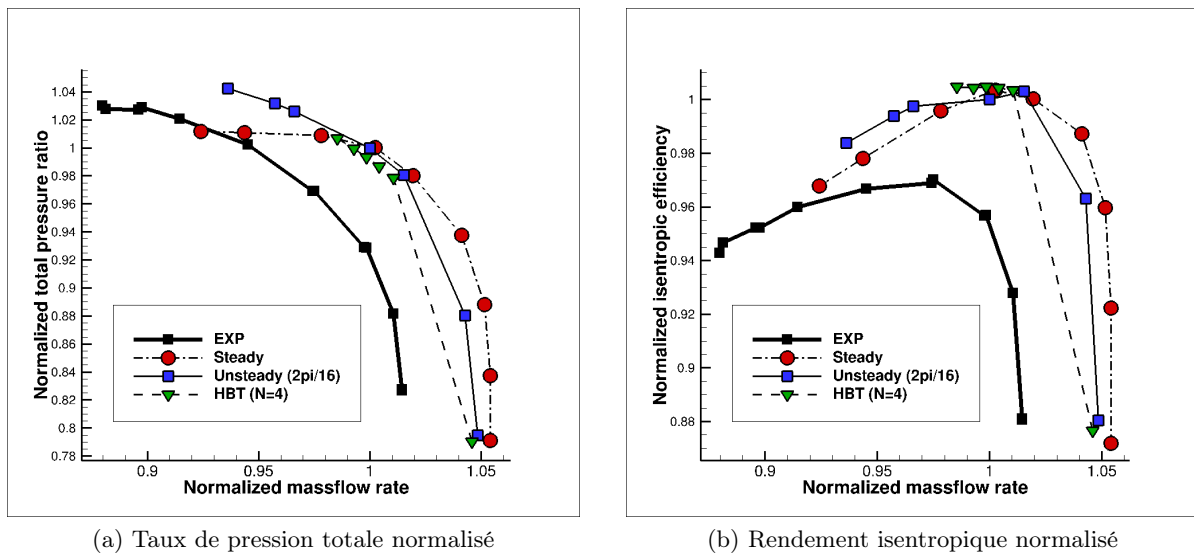 Normalized total pressure ratio
1.04
1.02
1
0.98
0.96
0.94
0.92
0.9
0.88
0.86
0.84
0.82
0.8
0.78
EXP
Steady
Unsteady (2pi/16)
HBT (N=4)
0.9
0.95
1
1.05
Normalized massflow rate
(a) Taux de pression totale normalisé
Normalized isentropic efficiency
1
0.98
0.96
0.94
0.92
0.9
0.88
EXP
Steady
Unsteady (2pi/16)
HBT (N=4)
0.9
0.95
1
1.05
Normalized massflow rate
(b) Rendement isentropique normalisé